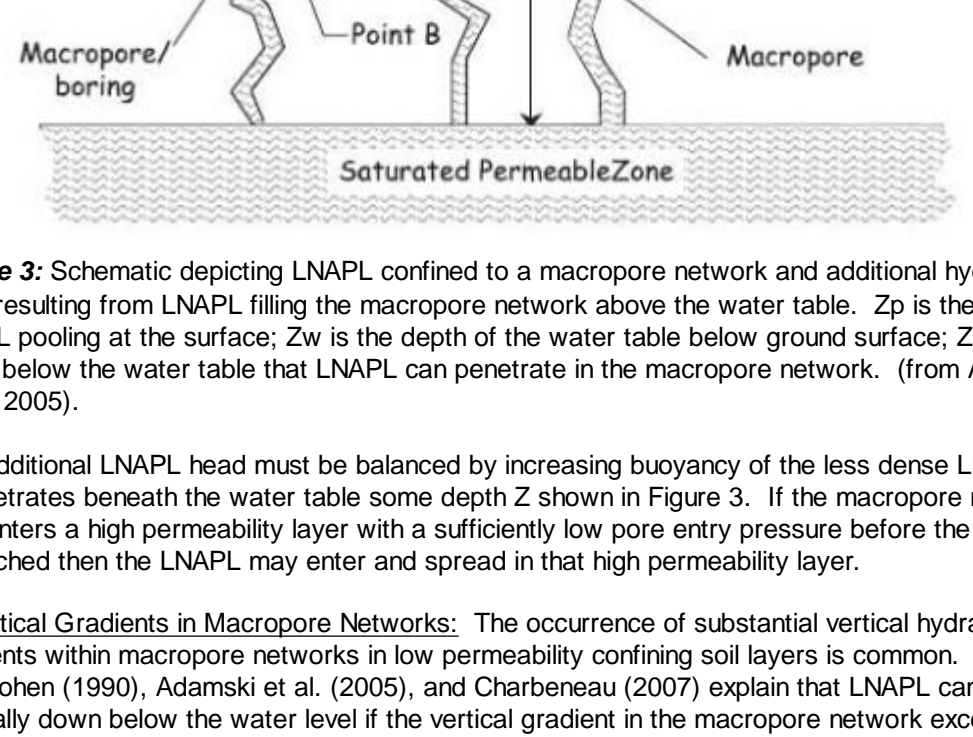 Point B
Macropore/
boring
Macropore
Saturated PermeableZone
e 3: Schematic depicting LNAPL confined to a macropore network and additional hy
resulting from LNAPL filling the macropore network above the water table. Zp is the
L pooling at the surface; Zw is the depth of the water table below ground surface; Z
below the water table that LNAPL can penetrate in the macropore network. (from A
2005).
dditional LNAPL head must be balanced by increasing buoyancy of the less dense L
etrates beneath the water table some depth Z shown in Figure 3. If the macropore
nters a high permeability layer with a sufficiently low pore entry pressure before the
ched then the LNAPL may enter and spread in that high permeability layer.
tical Gradients in Macropore Networks: The occurrence of substantial vertical hydra
ents within macropore networks in low permeability confining soil layers is common.
ohen (1990), Adamski et al. (2005), and Charbeneau (2007) explain that LNAPL can
ally down below the water level if the vertical gradient in the macropore network exce